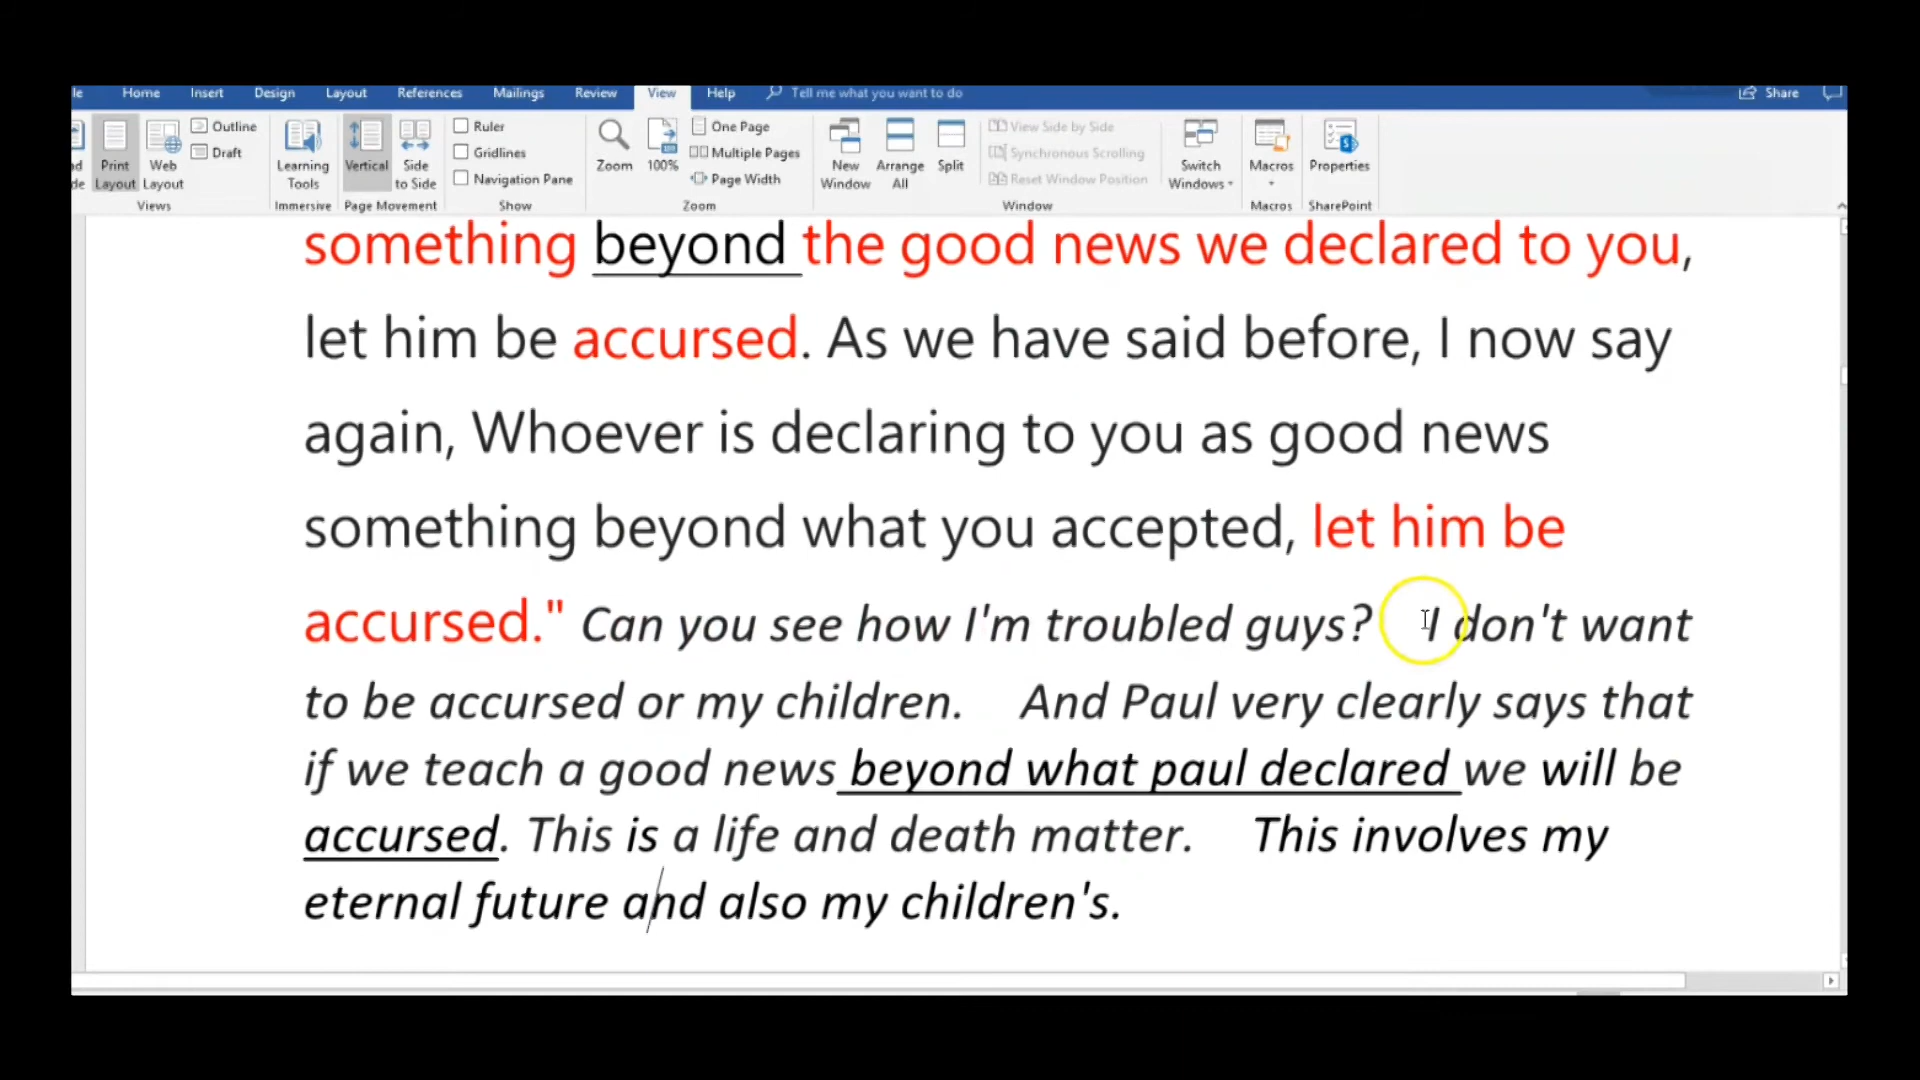 le Home Insert Design Layout References Mailings Review View Help Tell me what you want to do Share
Ruler One Page View Side by Side
Outline
Draft
Gridlines Multiple Pages Synchronous Scrolling
Navigation Pane Page Width Reset Window Position
Print Layout
Web Layout
Learning Tools
Vertical
Side to Side
Zoom
100%
New Window
Arrange All
Split
Switch Windows
Macros
Properties
Views Immersive Page Movement Show Zoom Window Macros SharePoint
something beyond the good news we declared to you,
let him be accursed. As we have said before, I now say
again, Whoever is declaring to you as good news
something beyond what you accepted, let him be
accursed." Can you see how I'm troubled guys? I don't want
to be accursed or my children. And Paul very clearly says that
if we teach a good news beyond what paul declared we will be
accursed. This is a life and death matter. This involves my
eternal future and also my children's.